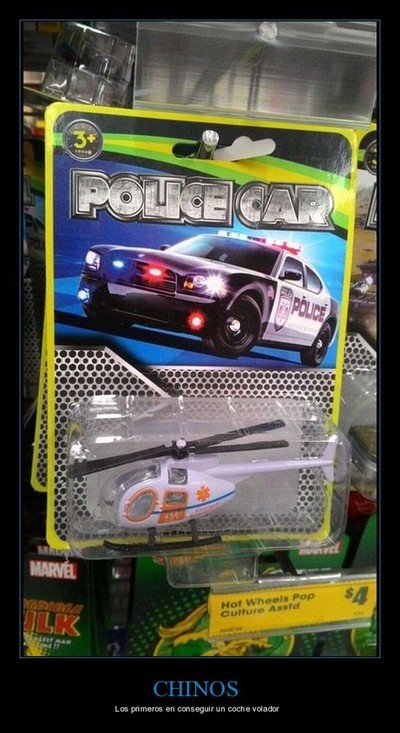 3+
POLICE CAR
POLICE
MARVEL
MARVEL
Hot Wheels Pop
Culture Asstd
$4
CHINOS
Los primeros en conseguir un coche volador